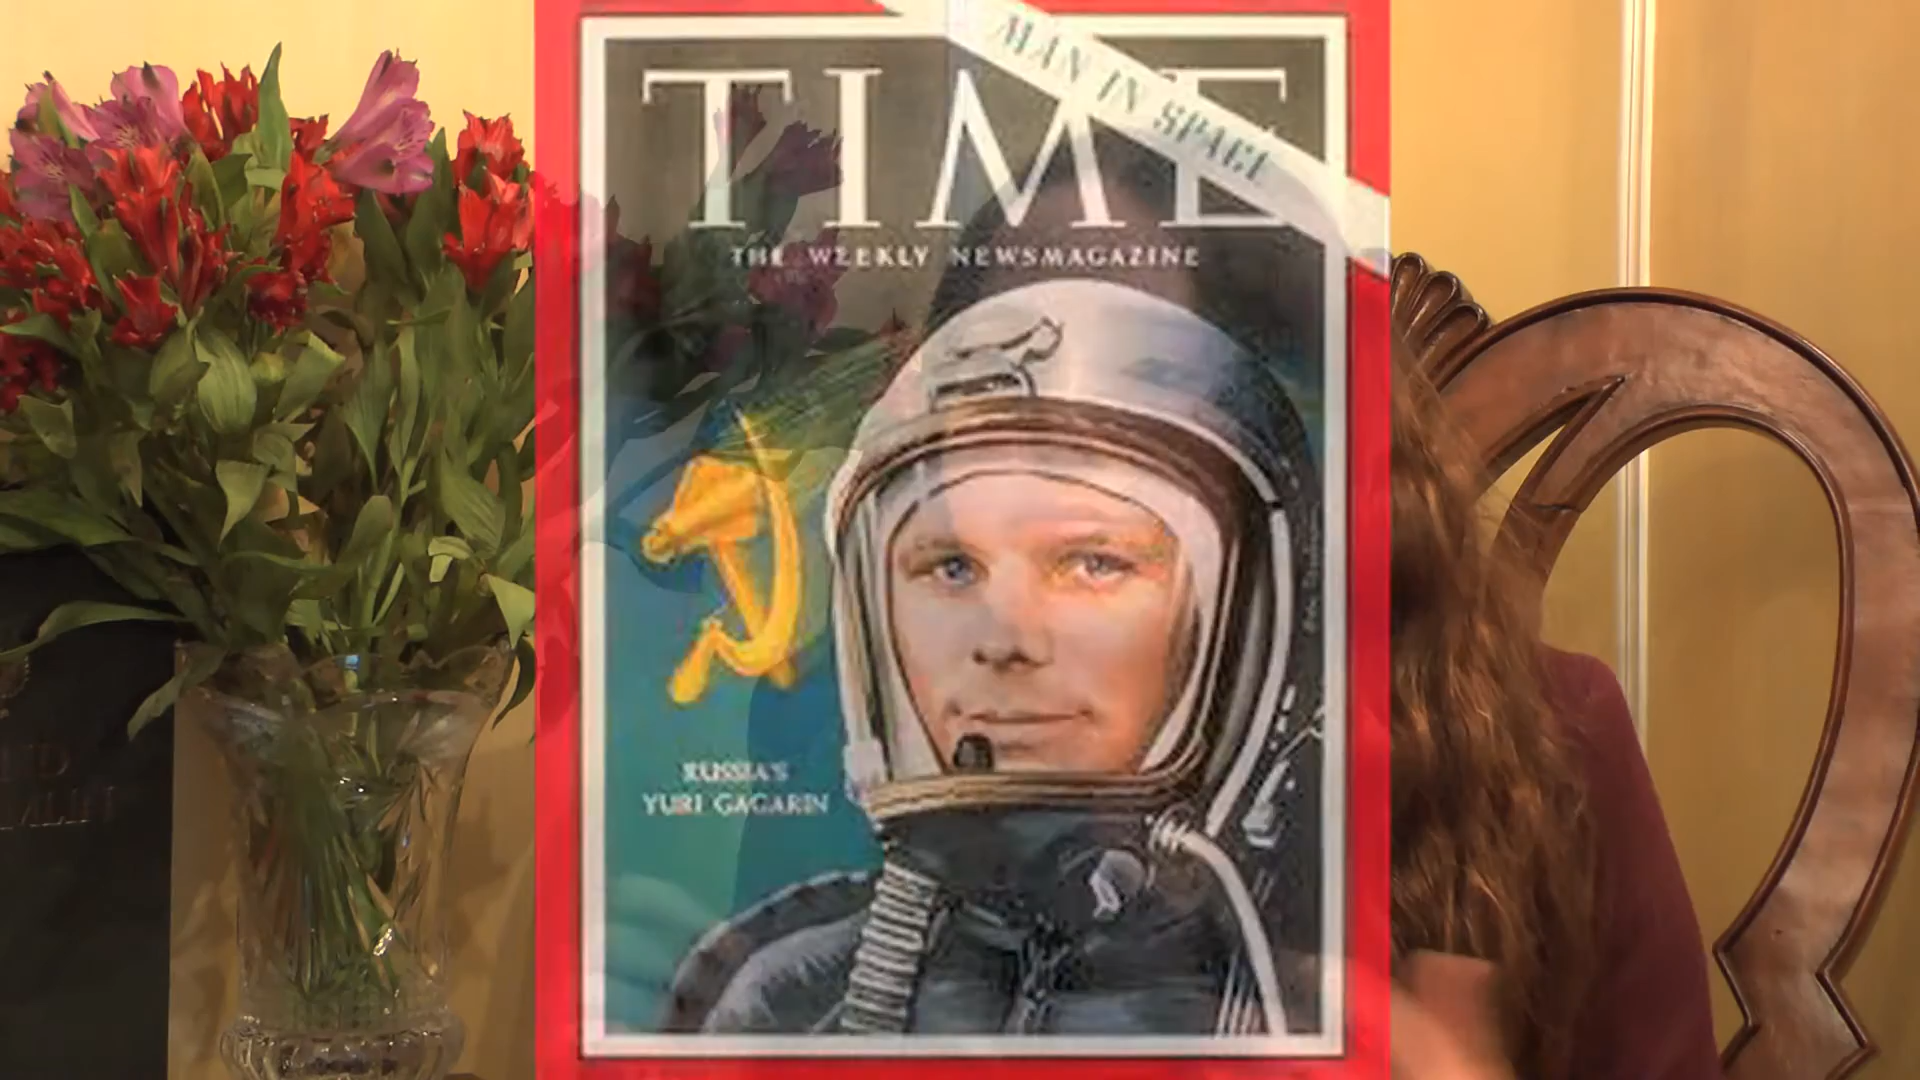 MAN IN SPACE
TIME
THE WEEKLY NEWSMAGAZINE
RUSSIA'S
YURI GAGARIN